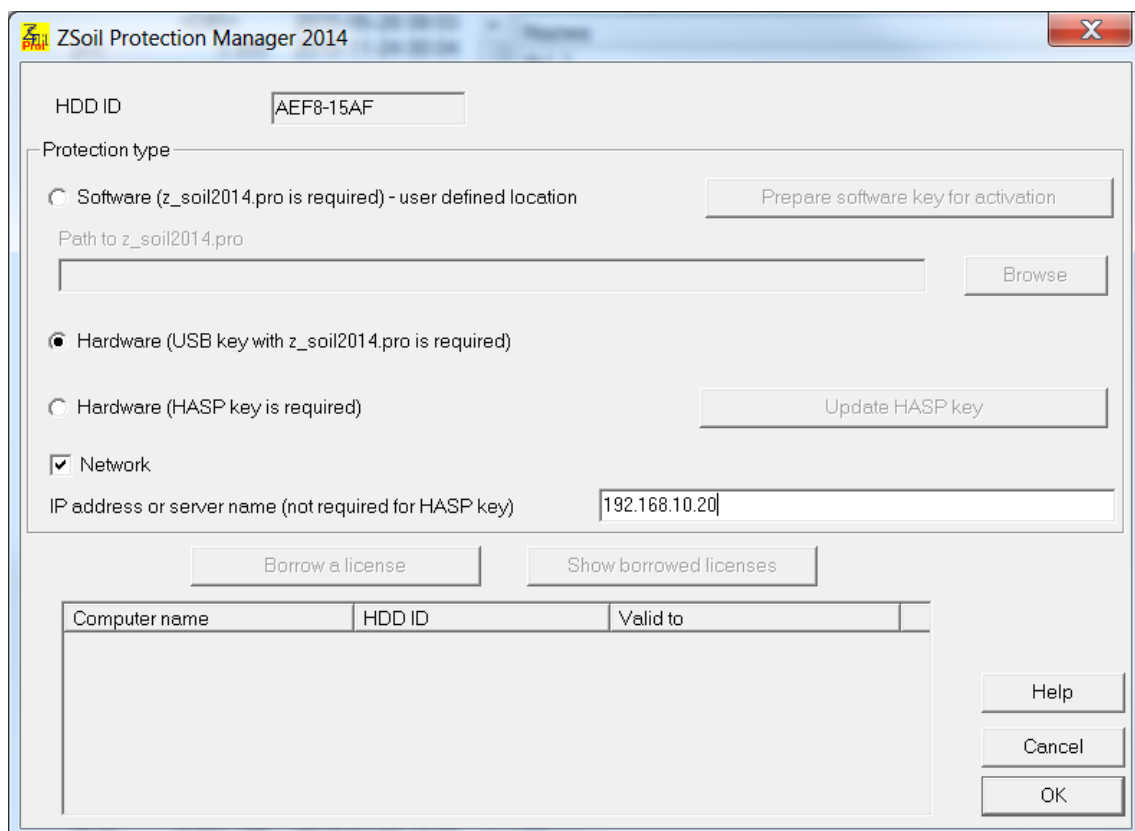 ZSoil Protection Manager 2014
HDD ID AEF8-15AF
Protection type
Software (z_soil2014.pro is required) - user defined location Prepare software key for activation
Path to z_soil2014.pro
Browse
Hardware (USB key with z_soil2014.pro is required)
Hardware (HASP key is required) Update HASP key
Network
IP address or server name (not required for HASP key) 192.168.10.20
Borrow a license Show borrowed licenses
Computer name HDD ID Valid to
Help
Cancel
OK